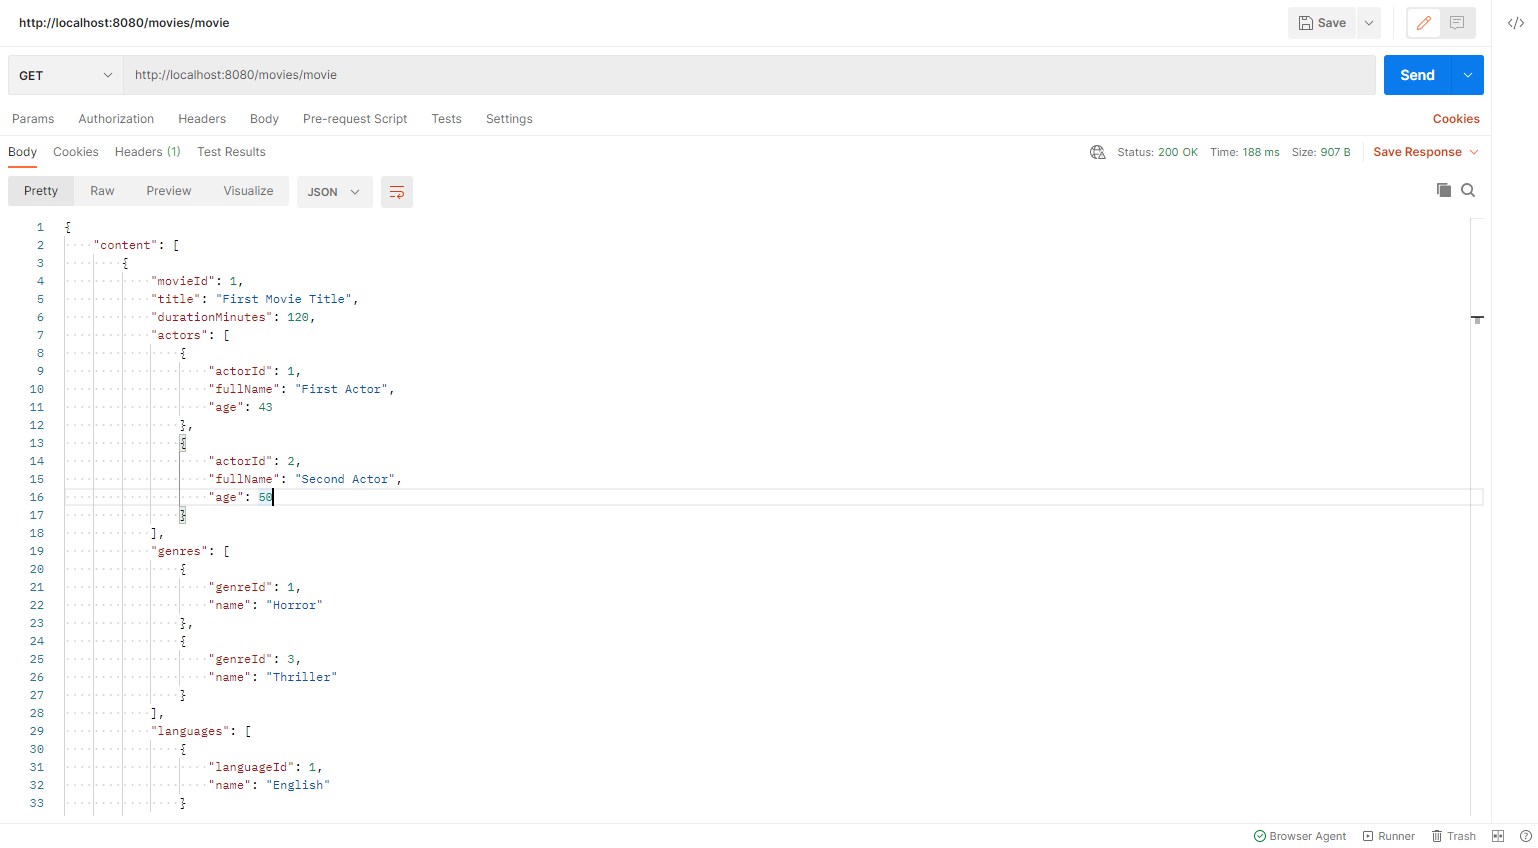 http://localhost:8080/movies/movie
Save
</>
GET
http://localhost:8080/movies/movie
Send
Params Authorization Headers Body Pre-request Script Tests Settings Cookies
Body Cookies Headers (1) Test Results Status: 200 OK Time: 188 ms Size: 907 B Save Response
Pretty Raw Preview Visualize JSON
1 {
2 "content": [
3 {
4 "movieId": 1,
5 "title": "First Movie Title",
6 "durationMinutes": 120,
7 "actors": [
8 {
9 "actorId": 1,
10 "fullName": "First Actor",
11 "age": 43
12 },
13 {
14 "actorId": 2,
15 "fullName": "Second Actor",
16 "age": 50
17 }
18 ],
19 "genres": [
20 {
21 "genreId": 1,
22 "name": "Horror"
23 },
24 {
25 "genreId": 3,
26 "name": "Thriller"
27 }
28 ],
29 "languages": [
30 {
31 "languageId": 1,
32 "name": "English"
33 }
Browser Agent Runner Trash